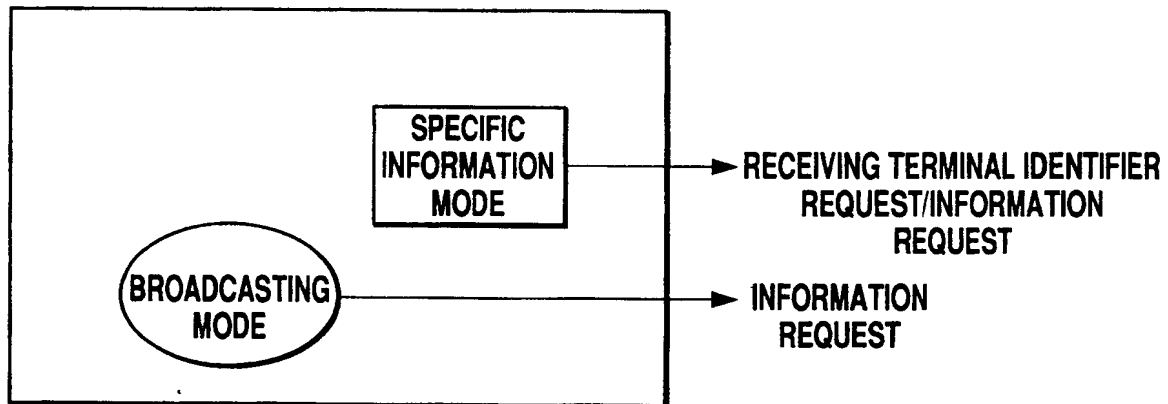 SPECIFIC
INFORMATION
MODE
RECEIVING TERMINAL IDENTIFIER
REQUEST/INFORMATION
REQUEST
BROADCASTING
MODE
INFORMATION
REQUEST